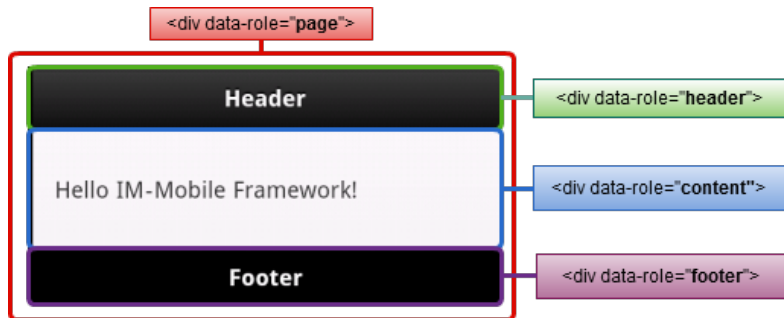 <div data-role="page">
Header
<div data-role="header">
Hello IM-Mobile Framework!
<div data-role="content">
Footer
<div data-role="footer">